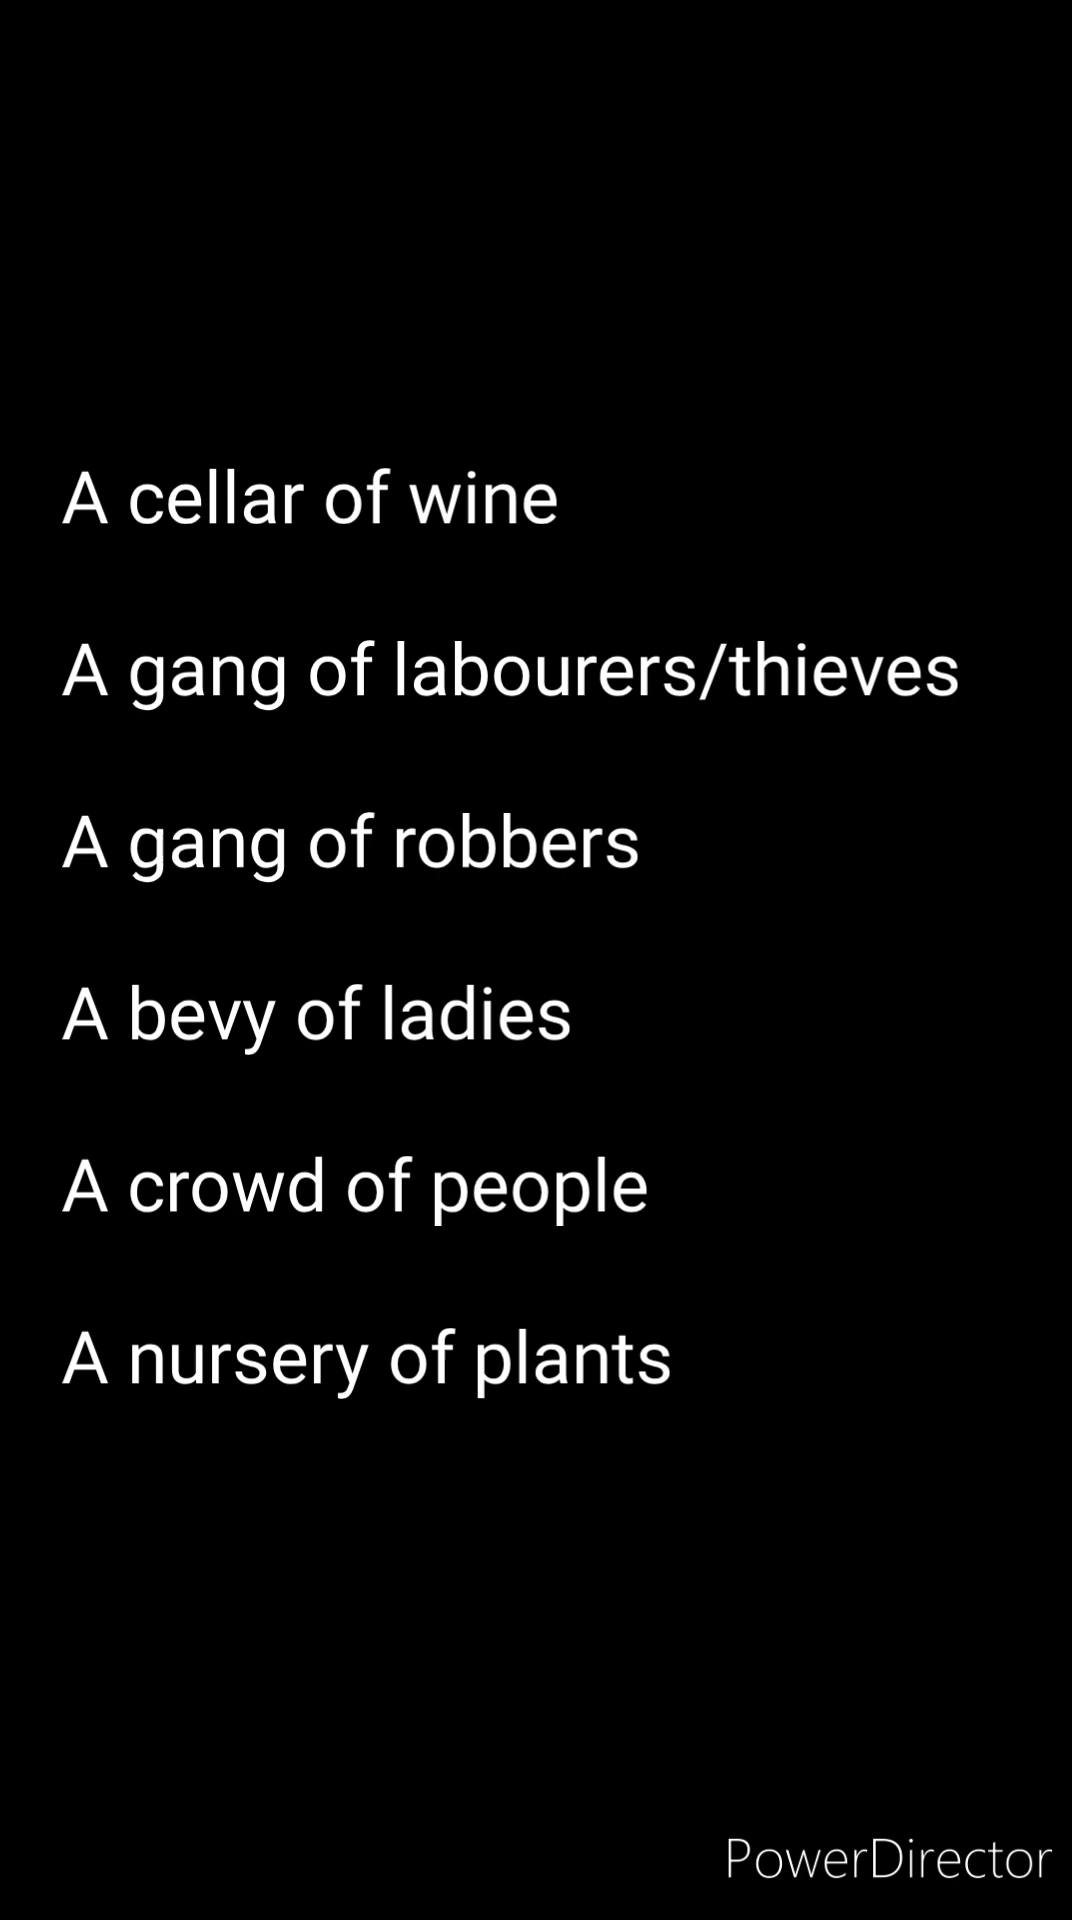 A cellar of wine
A gang of labourers/thieves
A gang of robbers
A bevy of ladies
A crowd of people
A nursery of plants
PowerDirector